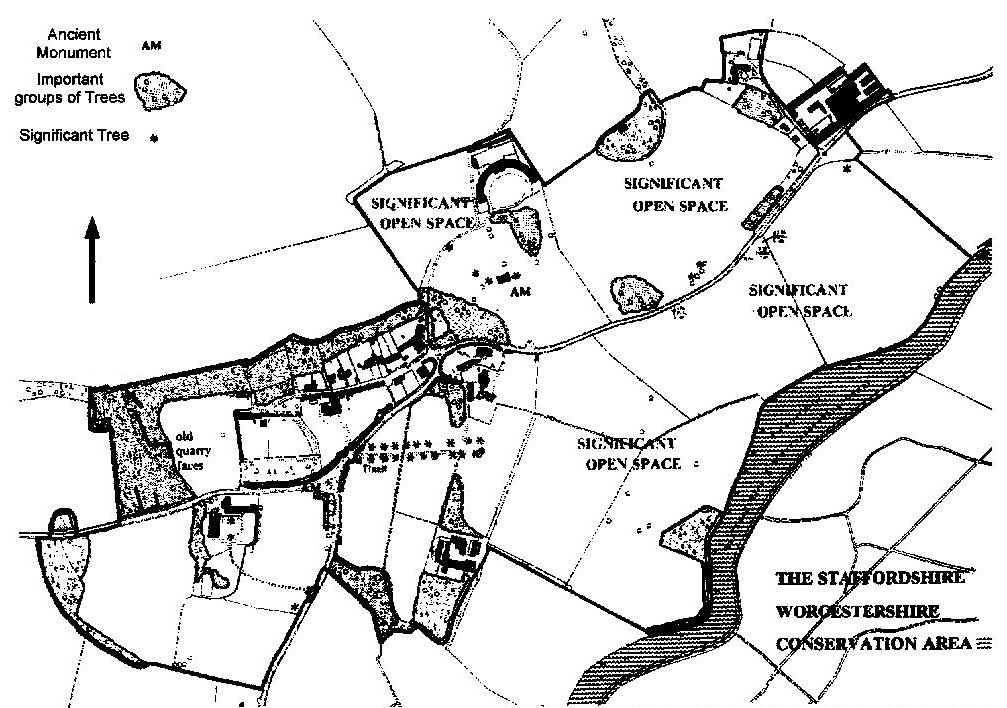 Ancient
Monument
AM
Important
groups of Trees
Significant Tree
SIGNIFICANT
OPEN SPACE
SIGNIFICANT
OPEN SPACE
AM
SIGNIFICANT
OPEN SPACE
old
quarry
faces
SIGNIFICANT
OPEN SPACE
THE STAFFORDSHIRE
WORCESTERSHIRE
CONSERVATION AREA